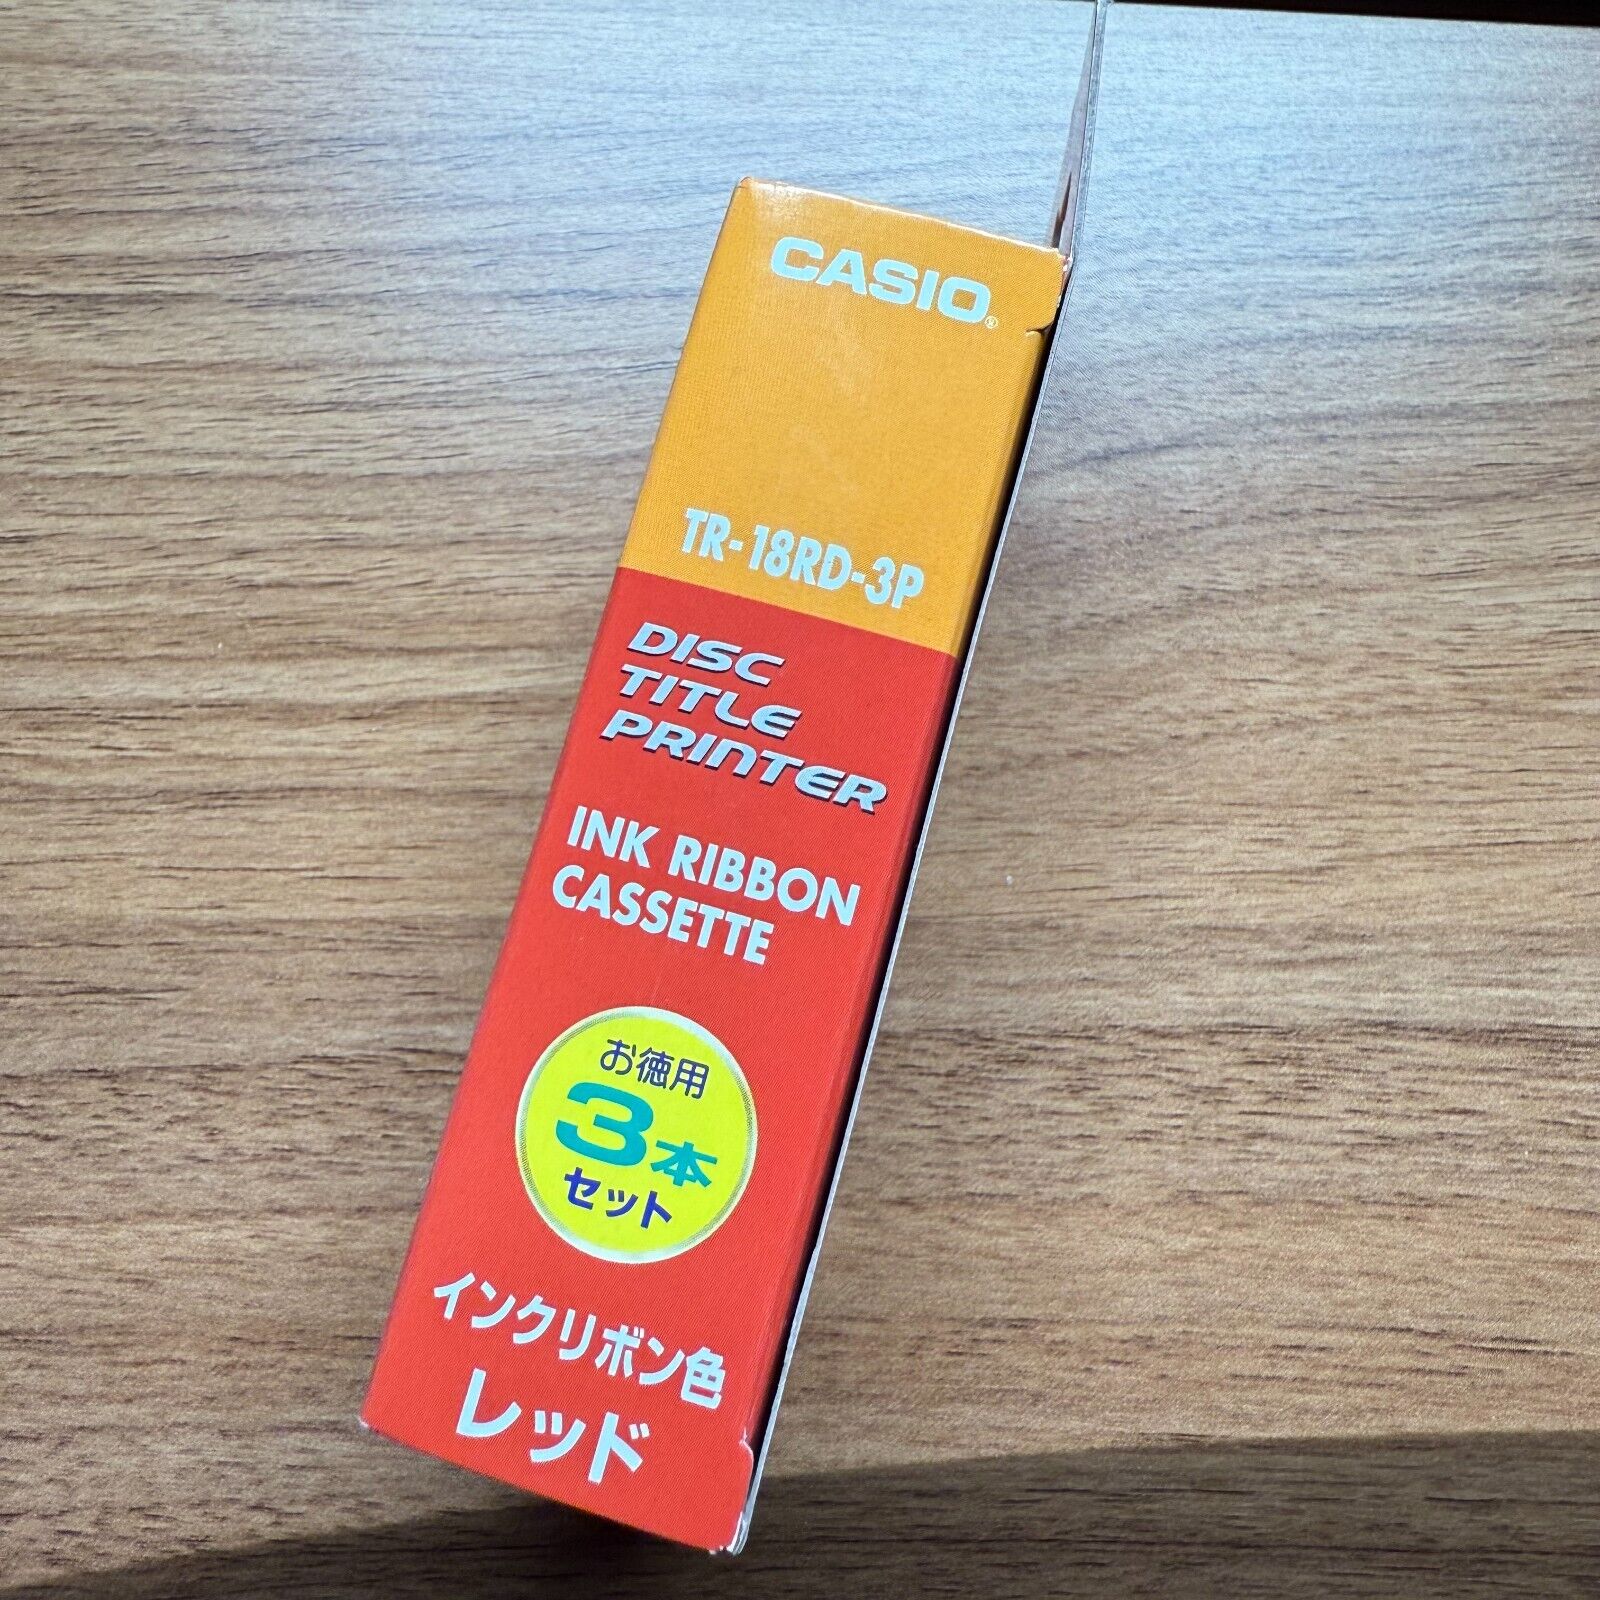 CASIO®
TR-18RD-3P
DISC
TITLE
PRINTER
INK RIBBON
CASSETTE
お徳用
3本
セット
インクリボン色
レッド